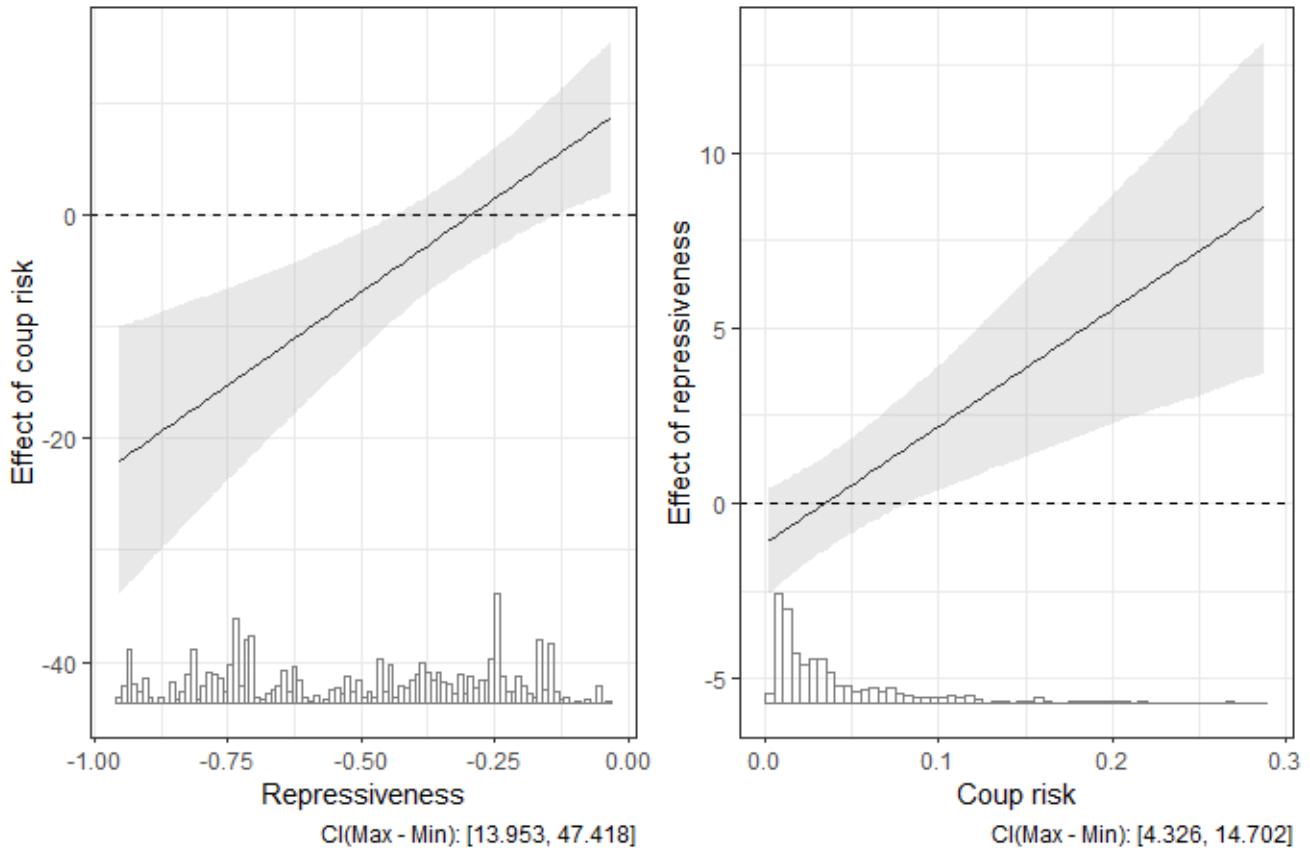 Effect of coup risk
0
-20
-40
-1.00 -0.75 -0.50 -0.25 0.00
Repressiveness
CI(Max - Min): [13.953, 47.418]
Effect of repressiveness
10
5
0
-5
0.0 0.1 0.2 0.3
Coup risk
CI(Max - Min): [4.326, 14.702]